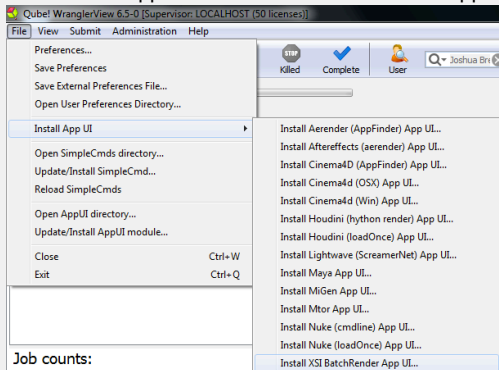 Qube! WranglerView 6.5-0 [Supervisor: LOCALHOST (50 licenses)]
File View Submit Administration Help
Killed Complete User Joshua Bre
Preferences...
Save Preferences
Save External Preferences File...
Open User Preferences Directory...
Install App UI
Open SimpleCmds directory...
Update/Install SimpleCmd...
Reload SimpleCmds
Open AppUI directory...
Update/Install AppUI module...
Close Ctrl+W
Exit Ctrl+Q
Install Aerender (AppFinder) App UI...
Install Aftereffects (aerender) App UI...
Install Cinema4D (AppFinder) App UI...
Install Cinema4d (OSX) App UI...
Install Cinema4d (Win) App UI...
Install Houdini (hython render) App UI...
Install Houdini (loadOnce) App UI...
Install Lightwave (ScreamerNet) App UI...
Install Maya App UI...
Install MiGen App UI...
Install Mtor App UI...
Install Nuke (cmdline) App UI...
Install Nuke (loadOnce) App UI...
Install XSI BatchRender App UI...
Job counts: